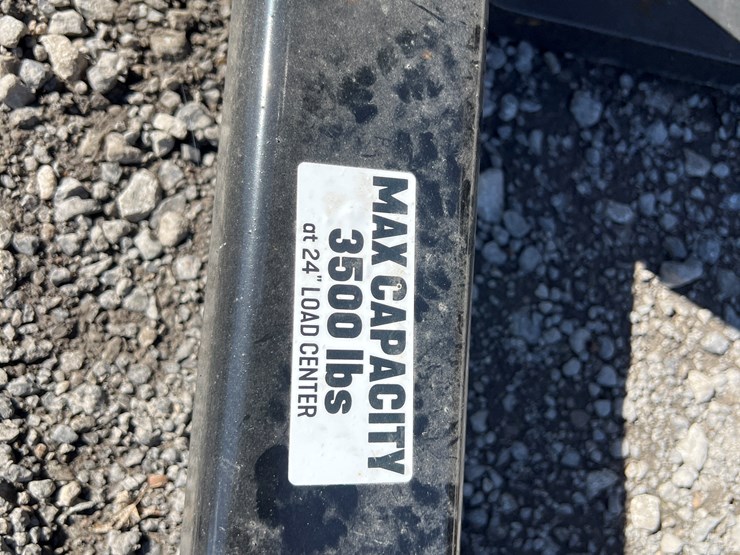 MAX CAPACITY
3500 lbs
at 24" LOAD CENTER